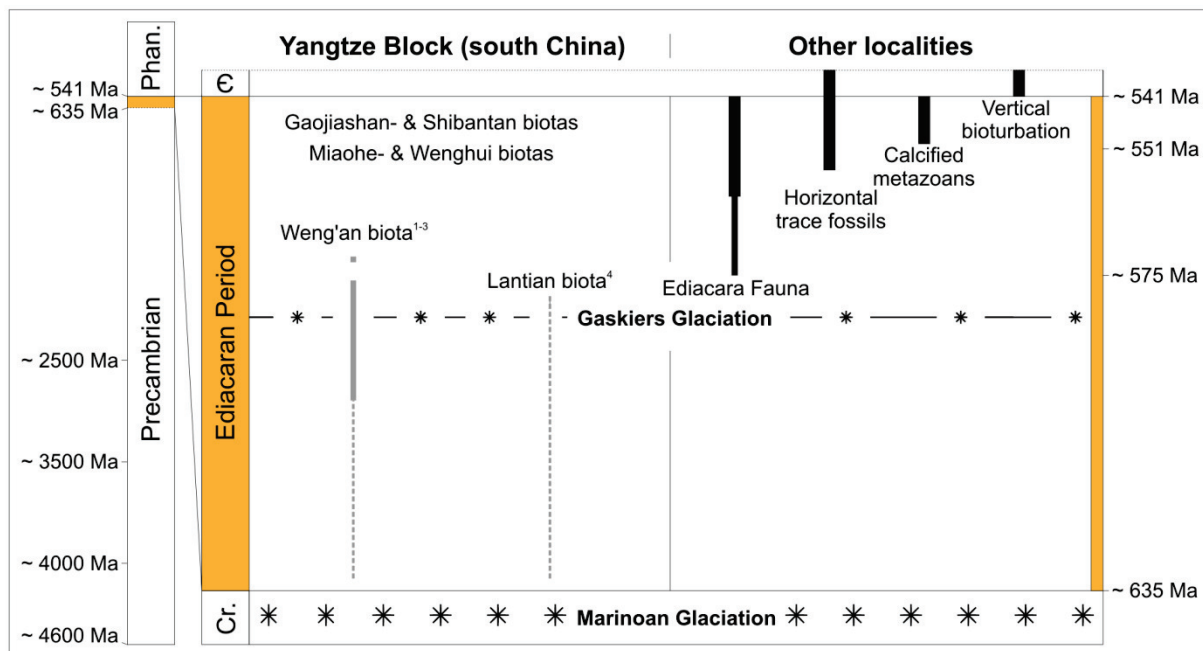 Yangtze Block (south China)
Other localities
Phan.
Є
~ 541 Ma
~ 635 Ma
~ 2500 Ma
~ 3500 Ma
~ 4000 Ma
~ 4600 Ma
Precambrian
Ediacaran Period
Cr.
Gaojiashan- & Shibantan biotas
Miaohe- & Wenghui biotas
Weng'an biota¹⁻³
Lantian biota⁴
Ediacara Fauna
Horizontal
trace fossils
Calcified
metazoans
Vertical
bioturbation
Gaskiers Glaciation
Marinoan Glaciation
~ 541 Ma
~ 551 Ma
~ 575 Ma
~ 635 Ma